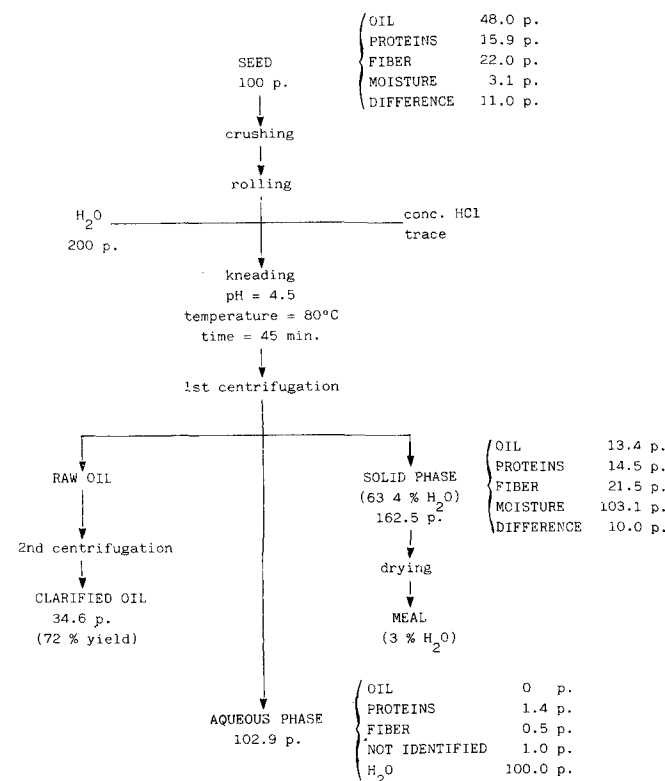 OIL 48.0 p.
PROTEINS 15.9 p.
FIBER 22.0 p.
MOISTURE 3.1 p.
DIFFERENCE 11.0 p.
SEED
100 p.
crushing
rolling
H2O
200 p.
conc. HCl
trace
kneading
pH = 4.5
temperature = 80°C
time = 45 min.
1st centrifugation
RAW OIL
2nd centrifugation
CLARIFIED OIL
34.6 p.
(72 % yield)
SOLID PHASE
(63 4 % H2O)
162.5 p.
drying
MEAL
(3 % H2O)
OIL 13.4 p.
PROTEINS 14.5 p.
FIBER 21.5 p.
MOISTURE 103.1 p.
DIFFERENCE 10.0 p.
AQUEOUS PHASE
102.9 p.
OIL 0 p.
PROTEINS 1.4 p.
FIBER 0.5 p.
NOT IDENTIFIED 1.0 p.
H2O 100.0 p.